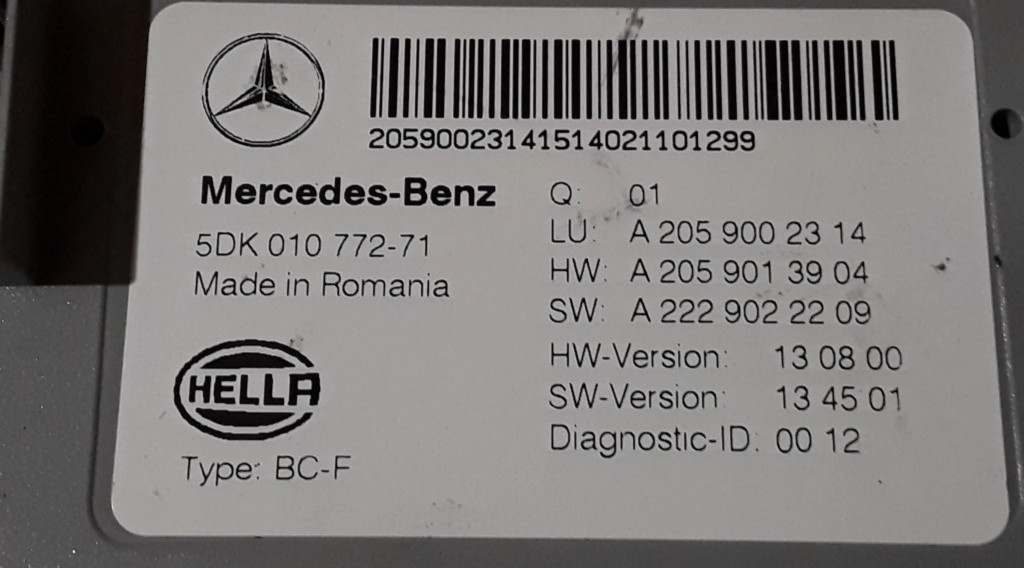 205900231415140211​01299
Mercedes-Benz
5DK 010 772-71
Made in Romania
HELLA
Type: BC-F
Q: 01
LU: A 205 900 23 14
HW: A 205 901 39 04
SW: A 222 902 22 09
HW-Version: 13 08 00
SW-Version: 13 45 01
Diagnostic-ID: 00 12